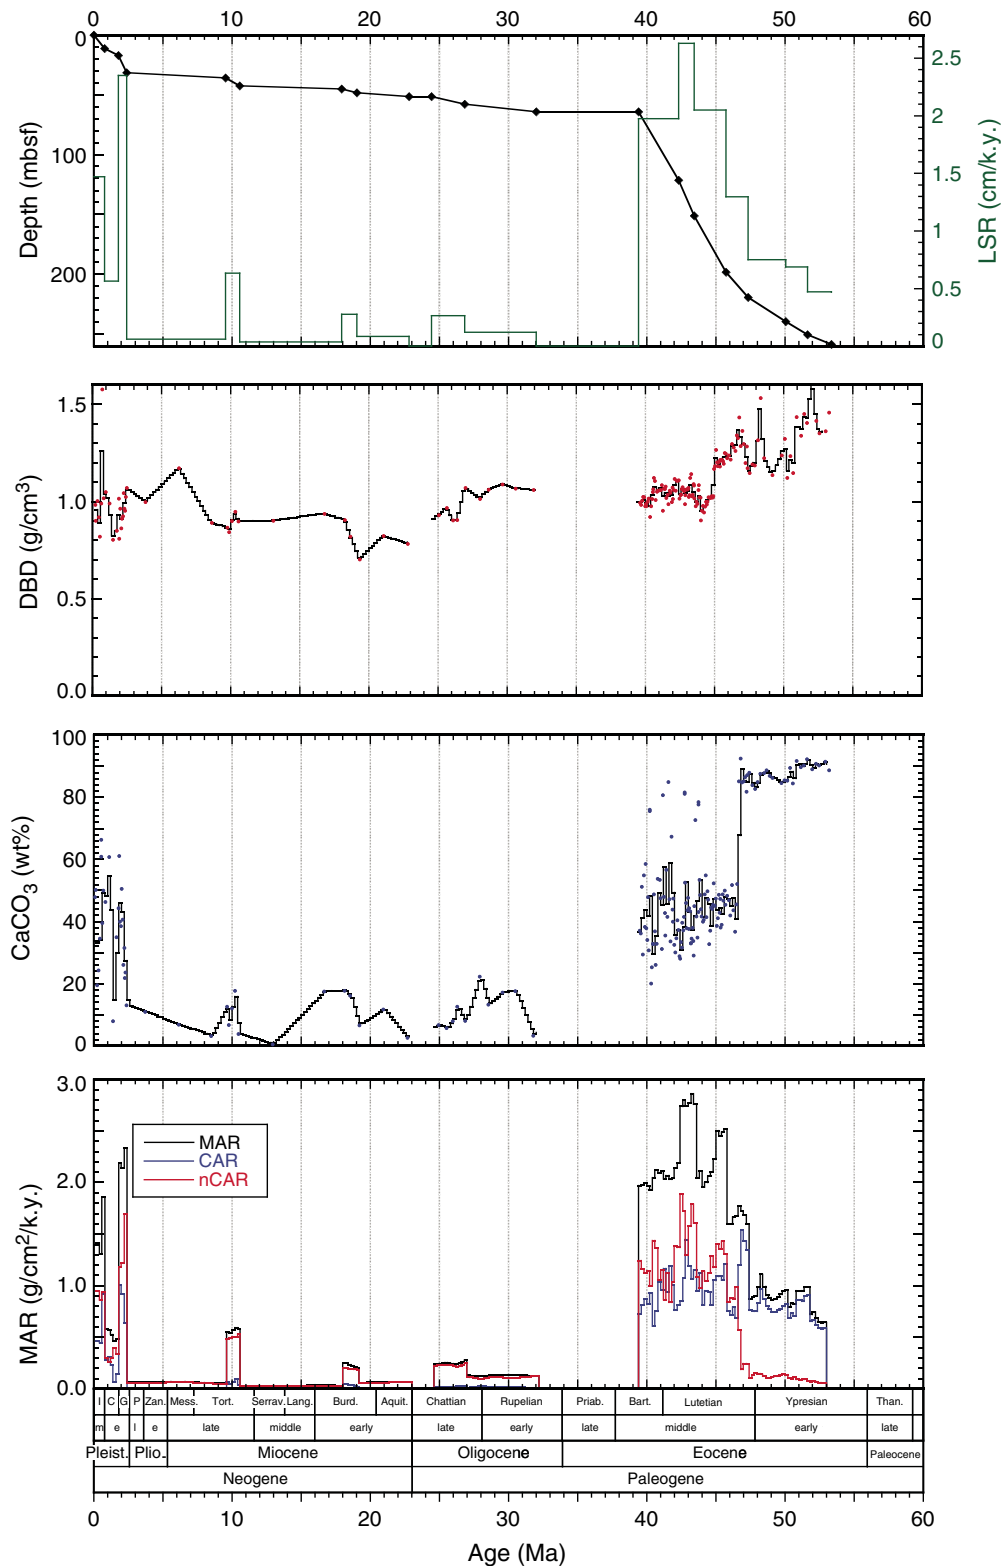 0 10 20 30 40 50 60
0
100
200
Depth (mbsf)
2.5
2
1.5
1
0.5
0
LSR (cm/k.y.)
1.5
1.0
0.5
0.0
DBD (g/cm3)
100
80
60
40
20
0
CaCO3 (wt%)
3.0
2.0
1.0
0.0
MAR (g/cm2/k.y.)
MAR
CAR
nCAR
I C G P Zan. Mess. Tort. Serrav. Lang. Burd. Aquit. Chattian Rupelian Priab. Bart. Lutetian Ypresian Than.
m e l e late middle early late early late middle early late
Pleist. Plio. Miocene Oligocene Eocene Paleocene
Neogene Paleogene
0 10 20 30 40 50 60
Age (Ma)